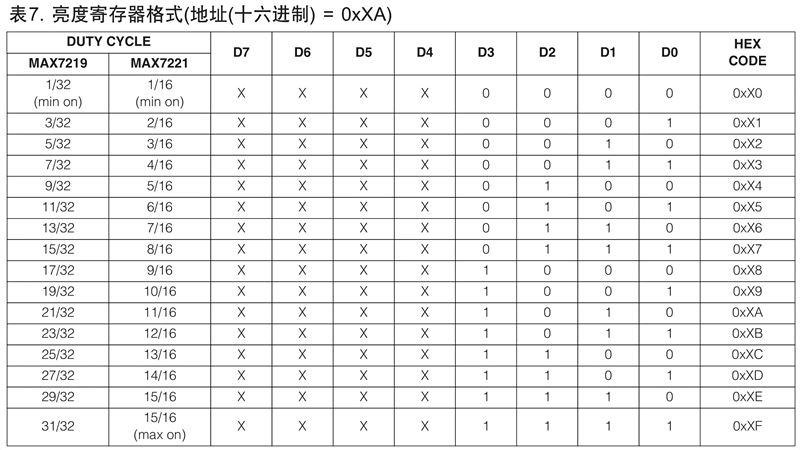 表7. 亮度寄存器格式(地址(十六进制) = 0xXA)
DUTY CYCLE D7 D6 D5 D4 D3 D2 D1 D0 HEX CODE
MAX7219 MAX7221
1/32 (min on) 1/16 (min on) X X X X 0 0 0 0 0xX0
3/32 2/16 X X X X 0 0 0 1 0xX1
5/32 3/16 X X X X 0 0 1 0 0xX2
7/32 4/16 X X X X 0 0 1 1 0xX3
9/32 5/16 X X X X 0 1 0 0 0xX4
11/32 6/16 X X X X 0 1 0 1 0xX5
13/32 7/16 X X X X 0 1 1 0 0xX6
15/32 8/16 X X X X 0 1 1 1 0xX7
17/32 9/16 X X X X 1 0 0 0 0xX8
19/32 10/16 X X X X 1 0 0 1 0xX9
21/32 11/16 X X X X 1 0 1 0 0xXA
23/32 12/16 X X X X 1 0 1 1 0xXB
25/32 13/16 X X X X 1 1 0 0 0xXC
27/32 14/16 X X X X 1 1 0 1 0xXD
29/32 15/16 X X X X 1 1 1 0 0xXE
31/32 15/16 (max on) X X X X 1 1 1 1 0xXF